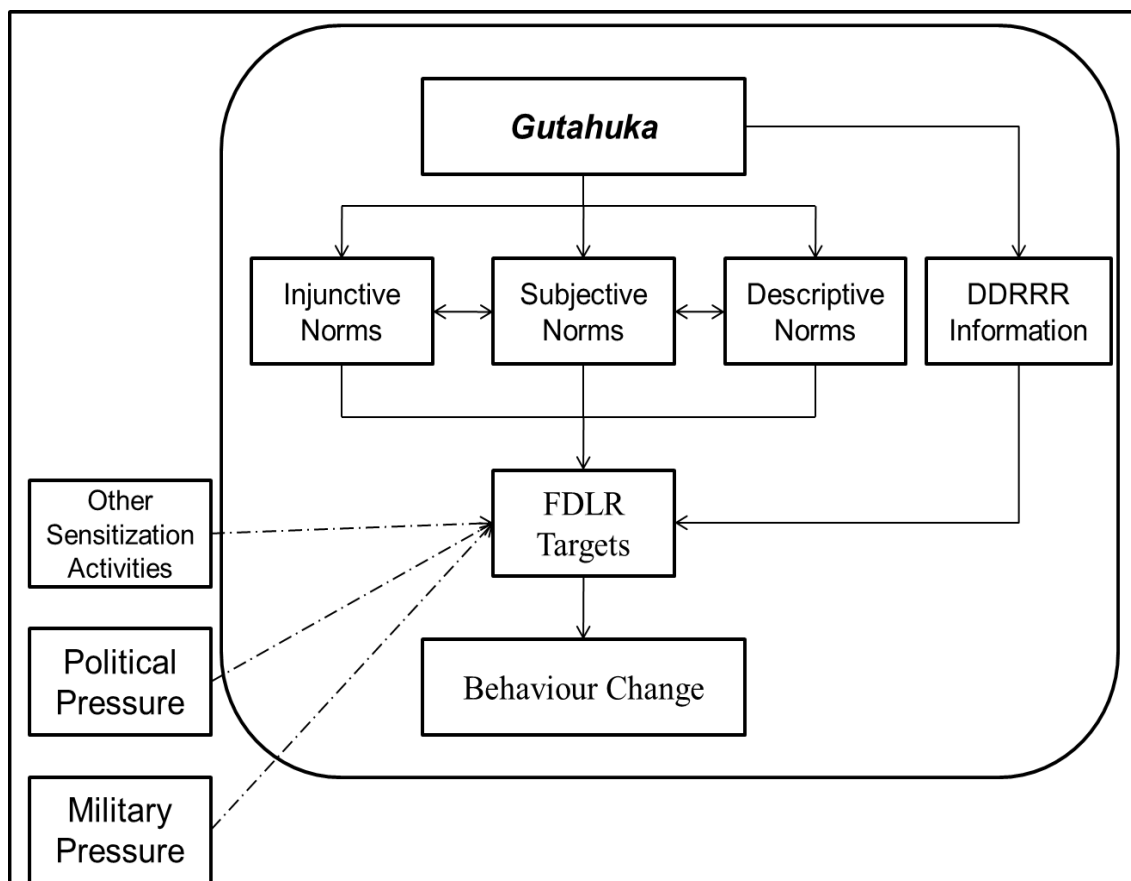 Gutahuka
Injunctive
Norms
Subjective
Norms
Descriptive
Norms
DDRRR
Information
Other
Sensitization
Activities
FDLR
Targets
Political
Pressure
Behaviour Change
Military
Pressure